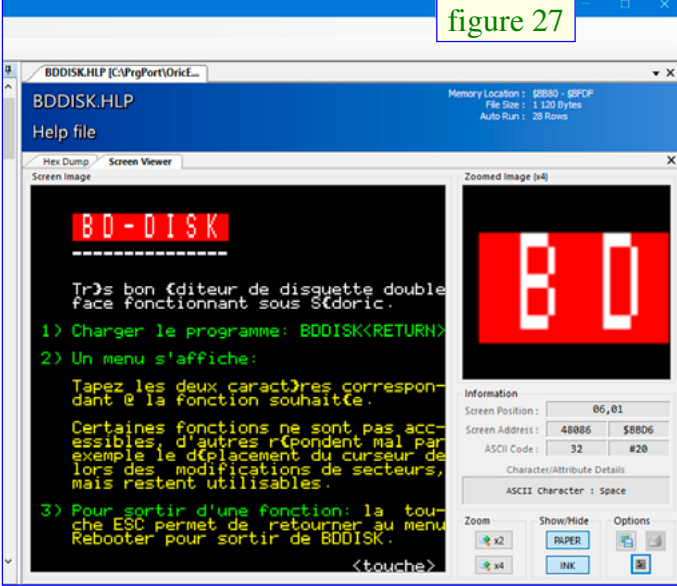 figure 27
BDDISK.HLP [C:\PrgPort\OricE...
BDDISK.HLP
Help file
Memory Location : $BB80 - $BFDF
File Size : 1 120 Bytes
Auto Run : 28 Rows
Hex Dump Screen Viewer
Screen Image
BD-DISK
---------------
Tr}s bon {diteur de disquette double
face fonctionnant sous S{doric.
1) Charger le programme: BDDISK<RETURN>
2) Un menu s'affiche:
Tapez les deux caract}res correspon-
dant @ la fonction souhait{e.
Certaines fonctions ne sont pas acc-
essibles, d'autres r{pondent mal par
exemple le d{placement du curseur de
lors des modifications de secteurs,
mais restent utilisables.
3) Pour sortir d'une fonction: la tou-
che ESC permet de retourner au menu
Rebooter pour sortir de BDDISK.
<touche>
Zoomed Image (x4)
BD
Information
Screen Position : 06,01
Screen Address : 48086 $BBD6
ASCII Code : 32 #20
Character/Attribute Details
ASCII Character : Space
Zoom Show/Hide Options
x2 PAPER
x4 INK